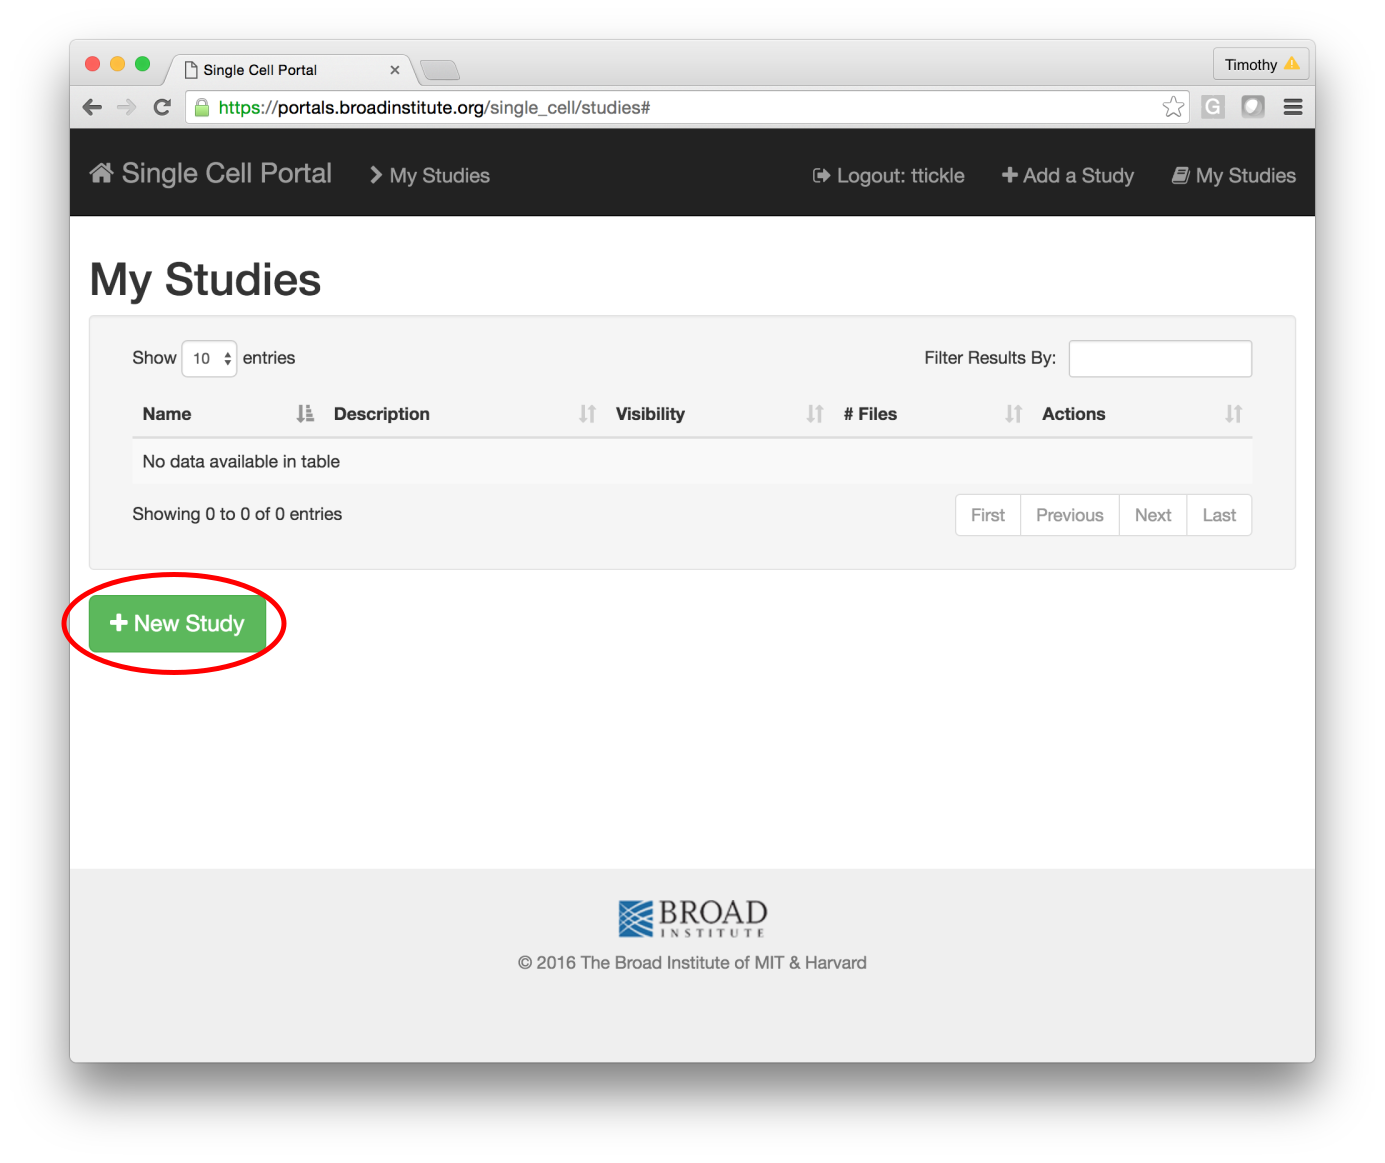 Single Cell Portal
Timothy
https://portals.broadinstitute.org/single_cell/studies#
G
Single Cell Portal My Studies Logout: ttickle Add a Study My Studies
My Studies
Show 10 entries Filter Results By:
Name Description Visibility # Files Actions
No data available in table
Showing 0 to 0 of 0 entries First Previous Next Last
New Study
BROAD
INSTITUTE
© 2016 The Broad Institute of MIT & Harvard